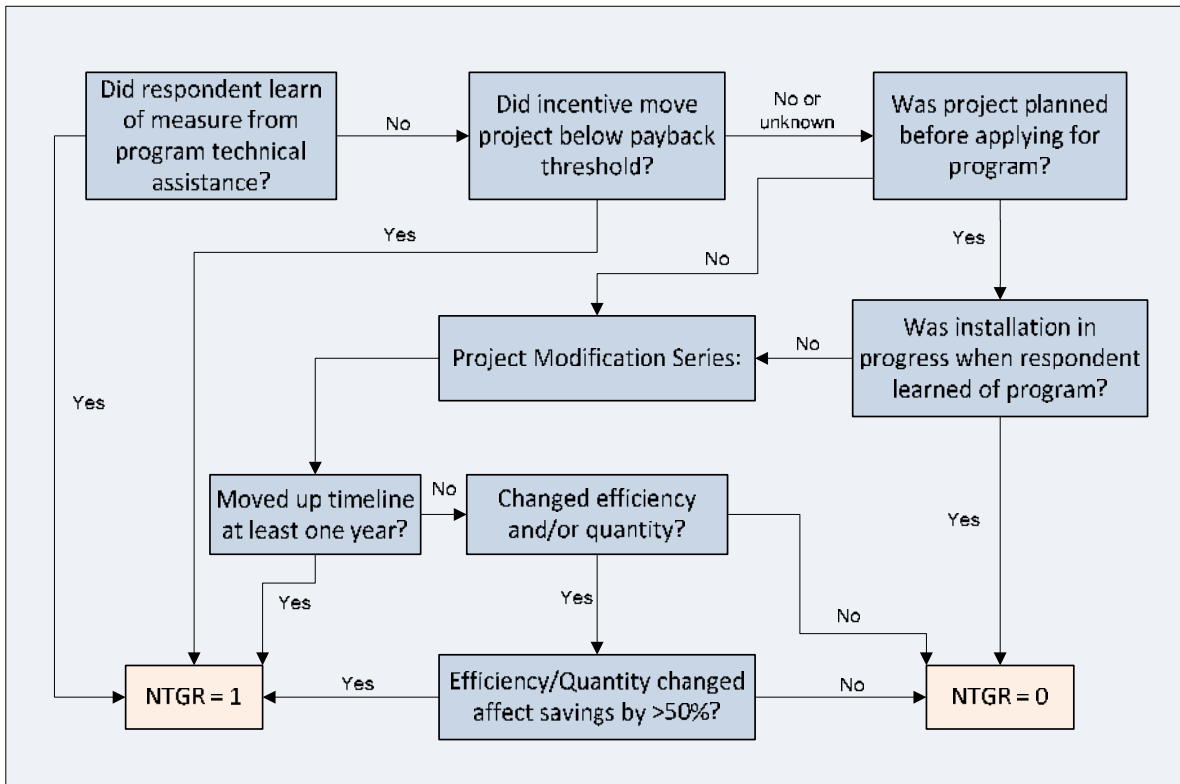 Did respondent learn
of measure from
program technical
assistance?
No
Did incentive move
project below payback
threshold?
No or
unknown
Was project planned
before applying for
program?
Yes
No
Yes
Project Modification Series:
No
Was installation in
progress when respondent
learned of program?
Yes
Moved up timeline
at least one year?
No
Changed efficiency
and/or quantity?
Yes
Yes
Yes
No
NTGR = 1
Yes
Efficiency/Quantity changed
affect savings by >50%?
No
NTGR = 0